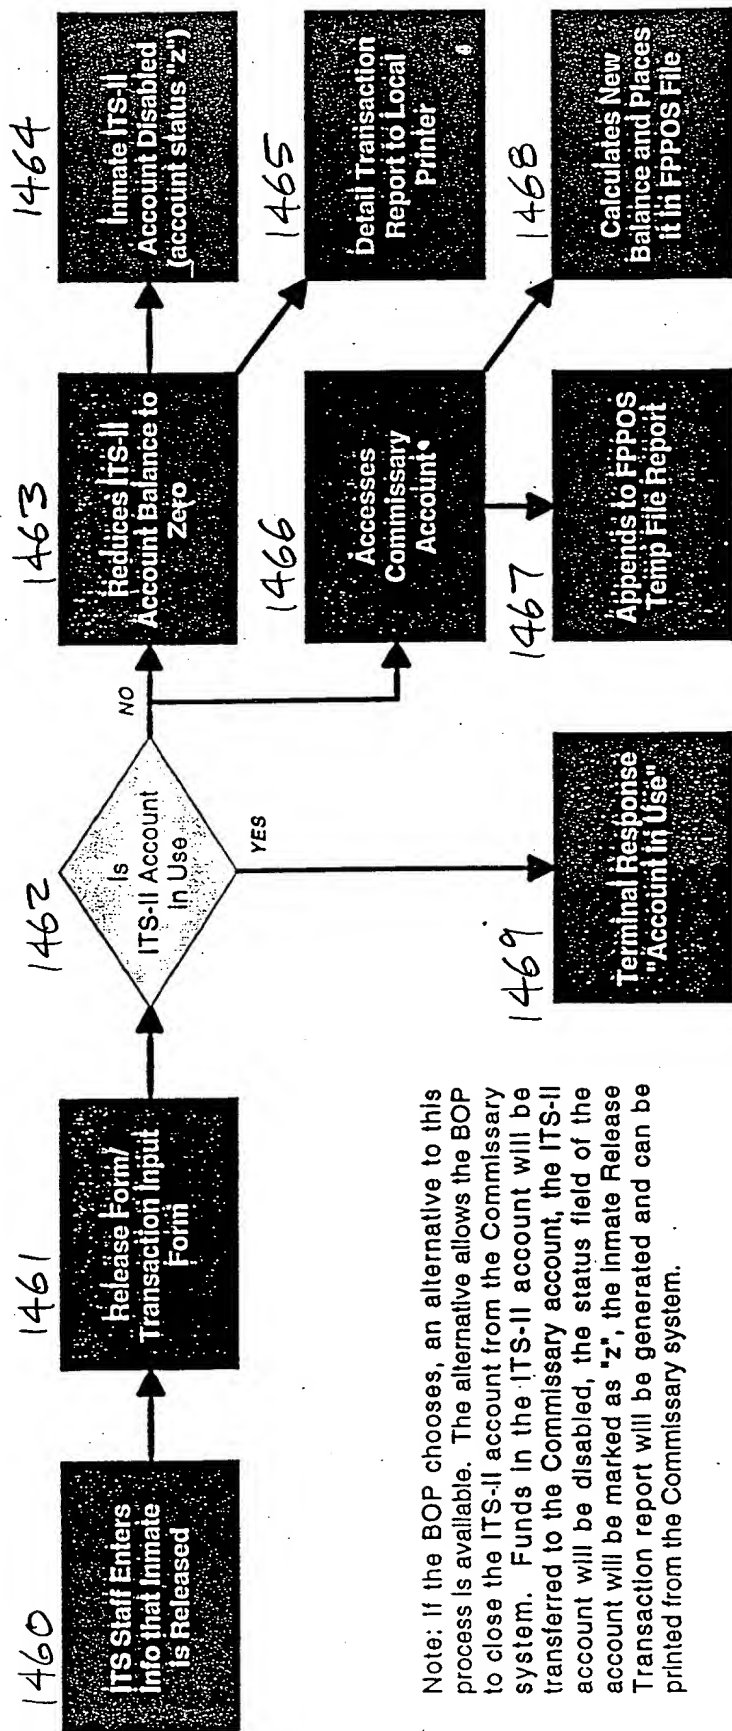 1460
ITS Staff Enters
Info that Inmate
is Released
1461
Release Form/
Transaction Input
Form
1462
Is
ITS-II Account
in Use
NO
YES
1463
Reduces ITS-II
Account Balance to
Zero
1464
Inmate ITS-II
Account Disabled
(account status "z")
1465
Detail Transaction
Report to Local
Printer
1466
Accesses
Commissary
Account*
1467
Appends to FPPOS
Temp File Report
1468
Calculates New
Balance and Places
it in FPPOS File
1469
Terminal Response
"Account in Use"
Note: If the BOP chooses, an alternative to this
process is available. The alternative allows the BOP
to close the ITS-II account from the Commissary
system. Funds in the ITS-II account will be
transferred to the Commissary account, the ITS-II
account will be disabled, the status field of the
account will be marked as "z", the Inmate Release
Transaction report will be generated and can be
printed from the Commissary system.